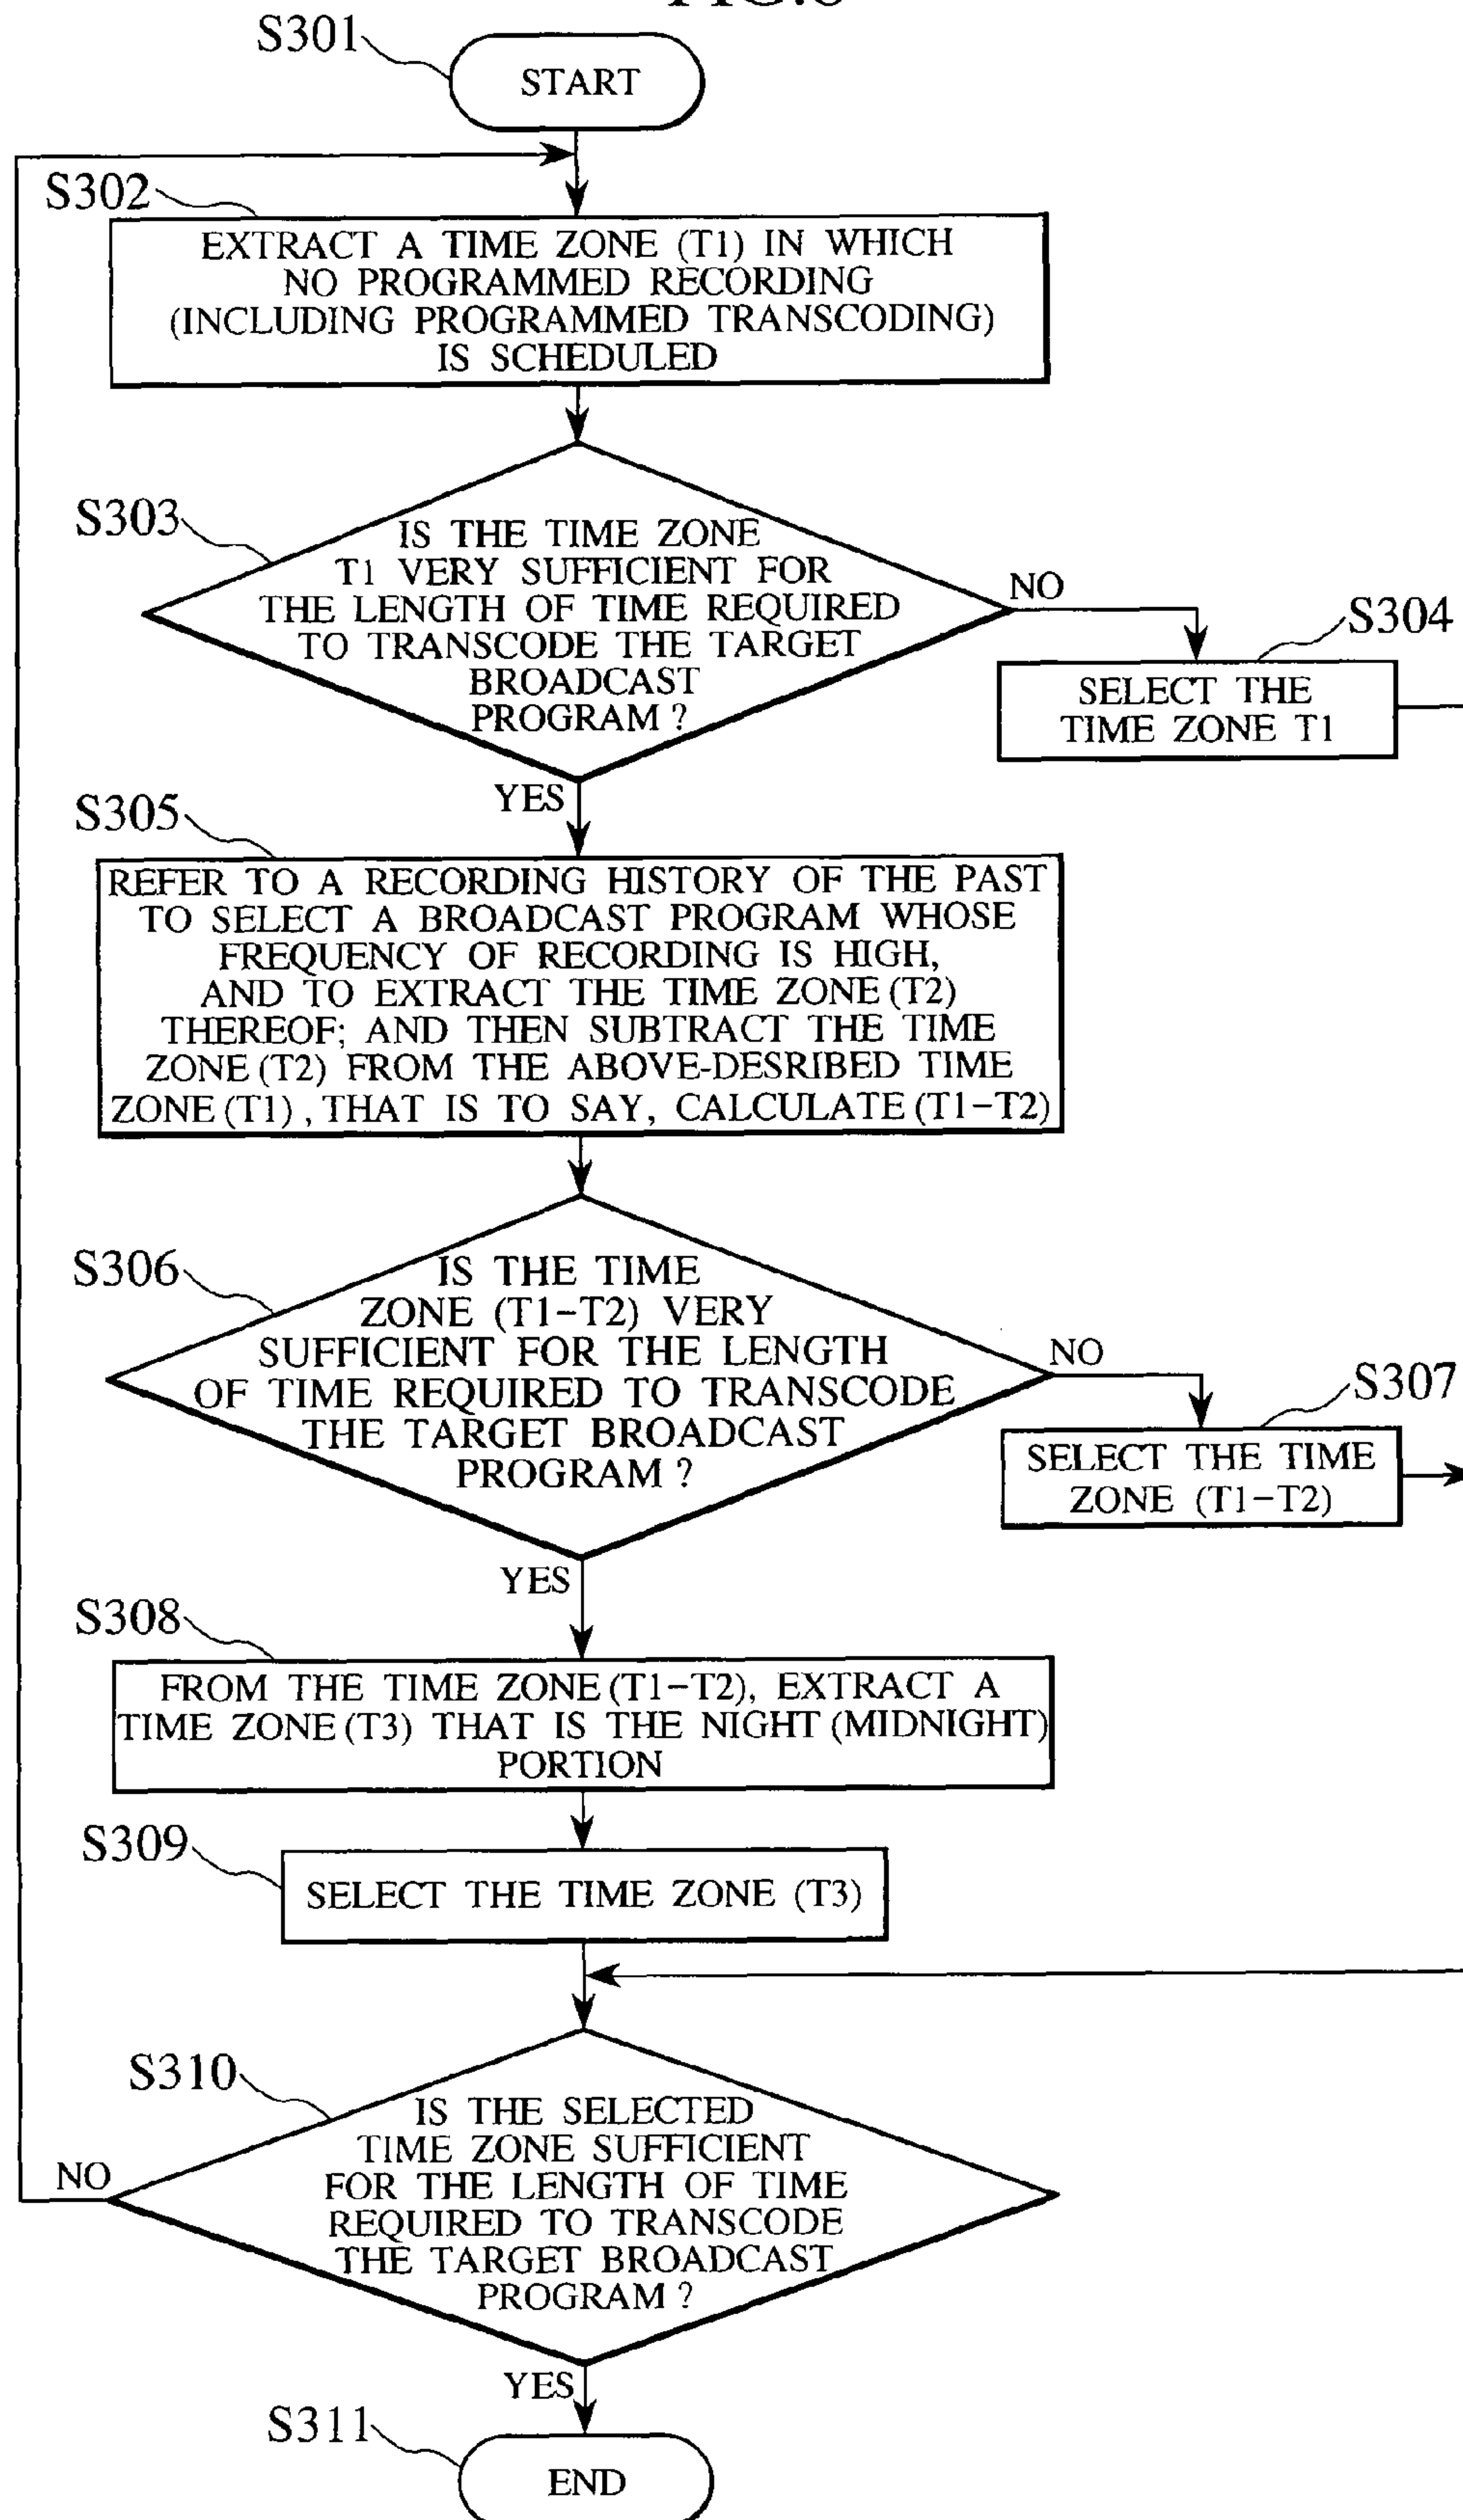 S301
START
S302
EXTRACT A TIME ZONE (T1) IN WHICH
NO PROGRAMMED RECORDING
(INCLUDING PROGRAMMED TRANSCODING)
IS SCHEDULED
S303
IS THE TIME ZONE
T1 VERY SUFFICIENT FOR
THE LENGTH OF TIME REQUIRED
TO TRANSCODE THE TARGET
BROADCAST
PROGRAM ?
NO
S304
SELECT THE
TIME ZONE T1
YES
S305
REFER TO A RECORDING HISTORY OF THE PAST
TO SELECT A BROADCAST PROGRAM WHOSE
FREQUENCY OF RECORDING IS HIGH,
AND TO EXTRACT THE TIME ZONE (T2)
THEREOF; AND THEN SUBTRACT THE TIME
ZONE (T2) FROM THE ABOVE-DESRIBED TIME
ZONE (T1) , THAT IS TO SAY, CALCULATE (T1-T2)
S306
IS THE TIME
ZONE (T1-T2) VERY
SUFFICIENT FOR THE LENGTH
OF TIME REQUIRED TO TRANSCODE
THE TARGET BROADCAST
PROGRAM ?
NO
S307
SELECT THE TIME
ZONE (T1-T2)
YES
S308
FROM THE TIME ZONE (T1-T2), EXTRACT A
TIME ZONE (T3) THAT IS THE NIGHT (MIDNIGHT)
PORTION
S309
SELECT THE TIME ZONE (T3)
S310
IS THE SELECTED
TIME ZONE SUFFICIENT
FOR THE LENGTH OF TIME
REQUIRED TO TRANSCODE
THE TARGET BROADCAST
PROGRAM ?
NO
YES
S311
END